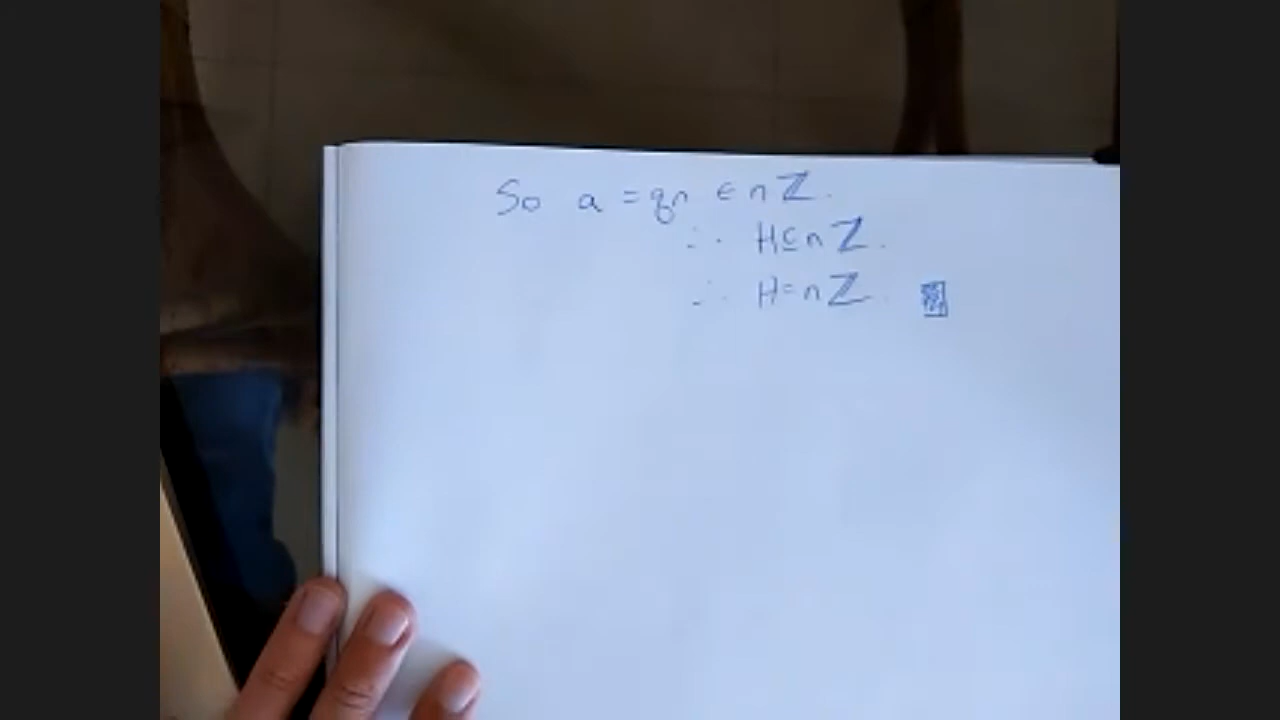 So a = qn ∈ nℤ.
∴ H ⊆ nℤ.
∴ H = nℤ.